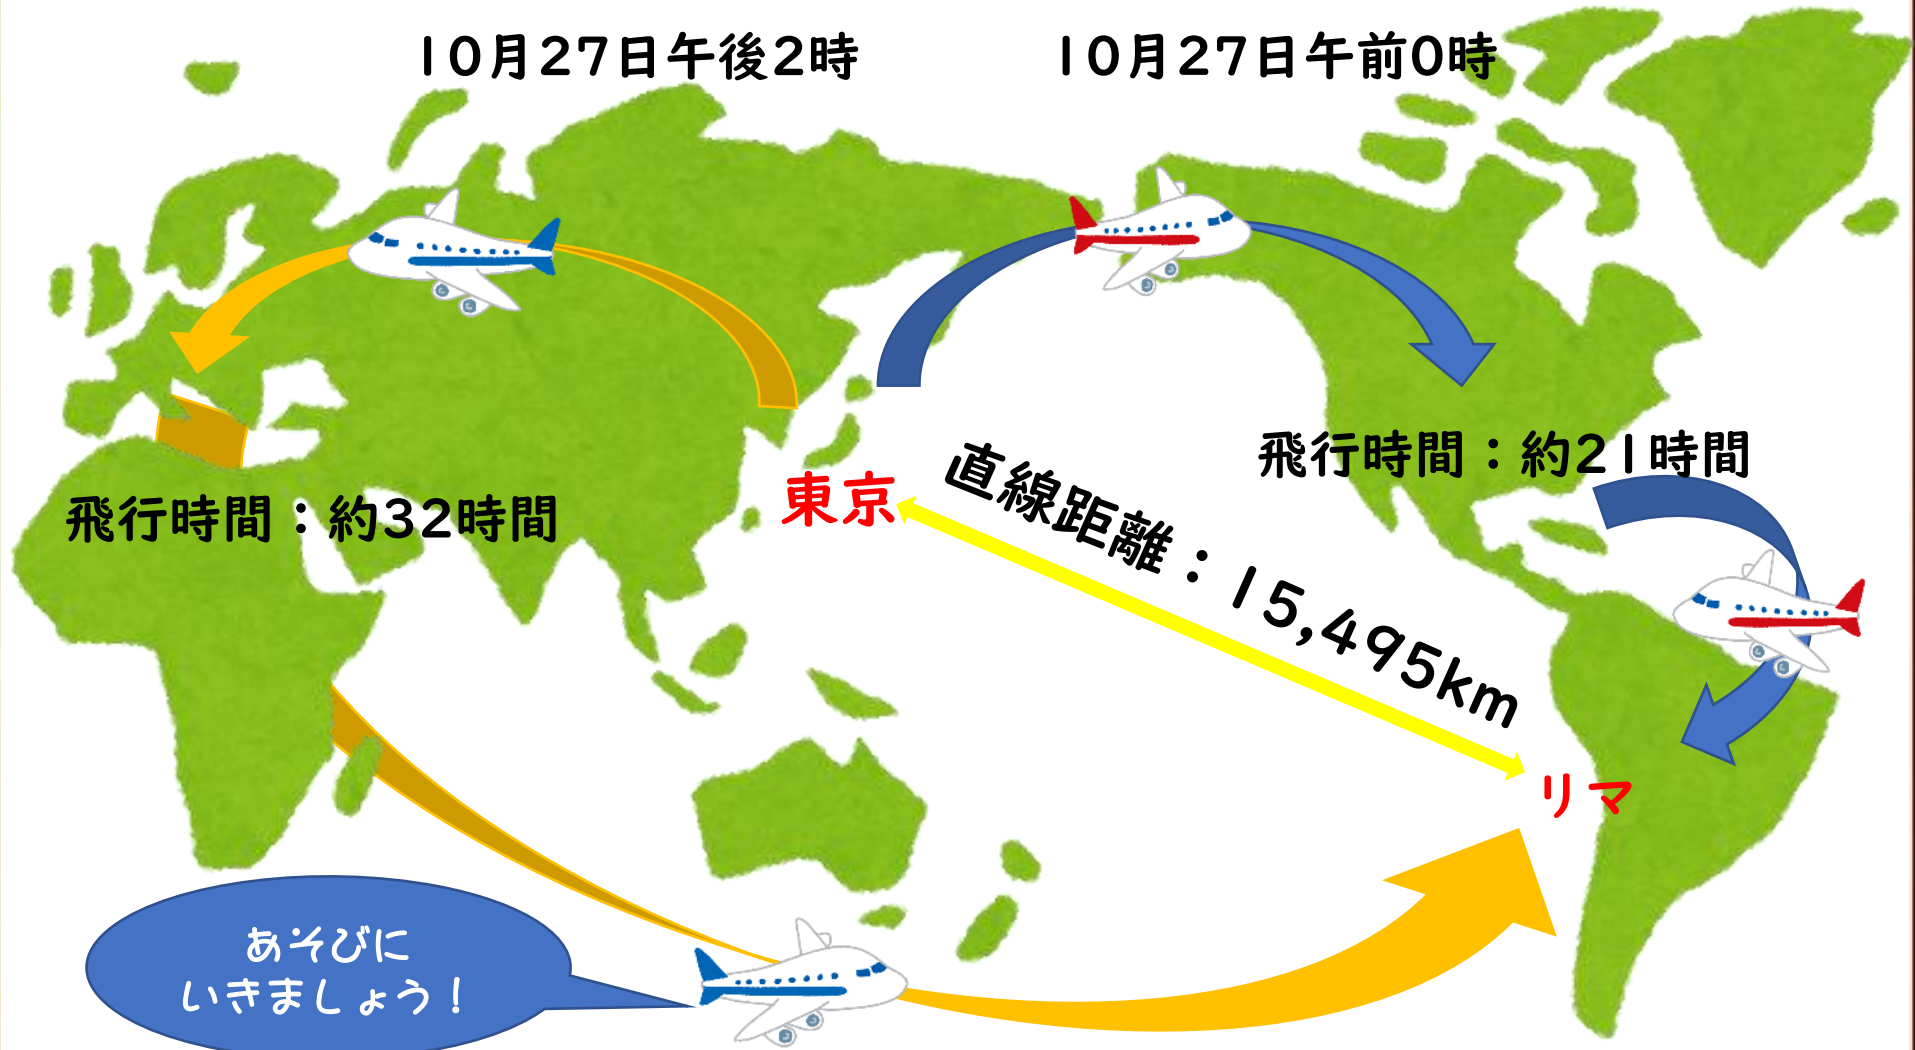 10月27日午後2時
10月27日午前0時
飛行時間：約21時間
直線距離：15,495km
東京
飛行時間：約32時間
リマ
あそびに
いきましょう！